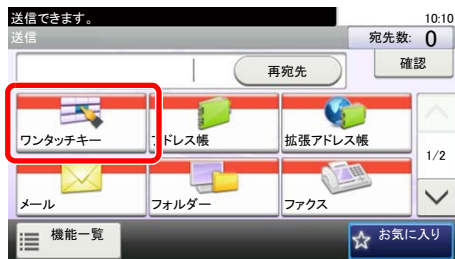 送信できます。 10:10
送信 宛先数: 0
再宛先 確認
ワンタッチキー アドレス帳 拡張アドレス帳
1/2
メール フォルダー ファクス
機能一覧 お気に入り